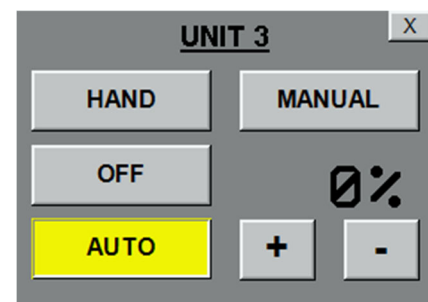 UNIT 3
X
HAND
MANUAL
OFF
0%
AUTO
+
-